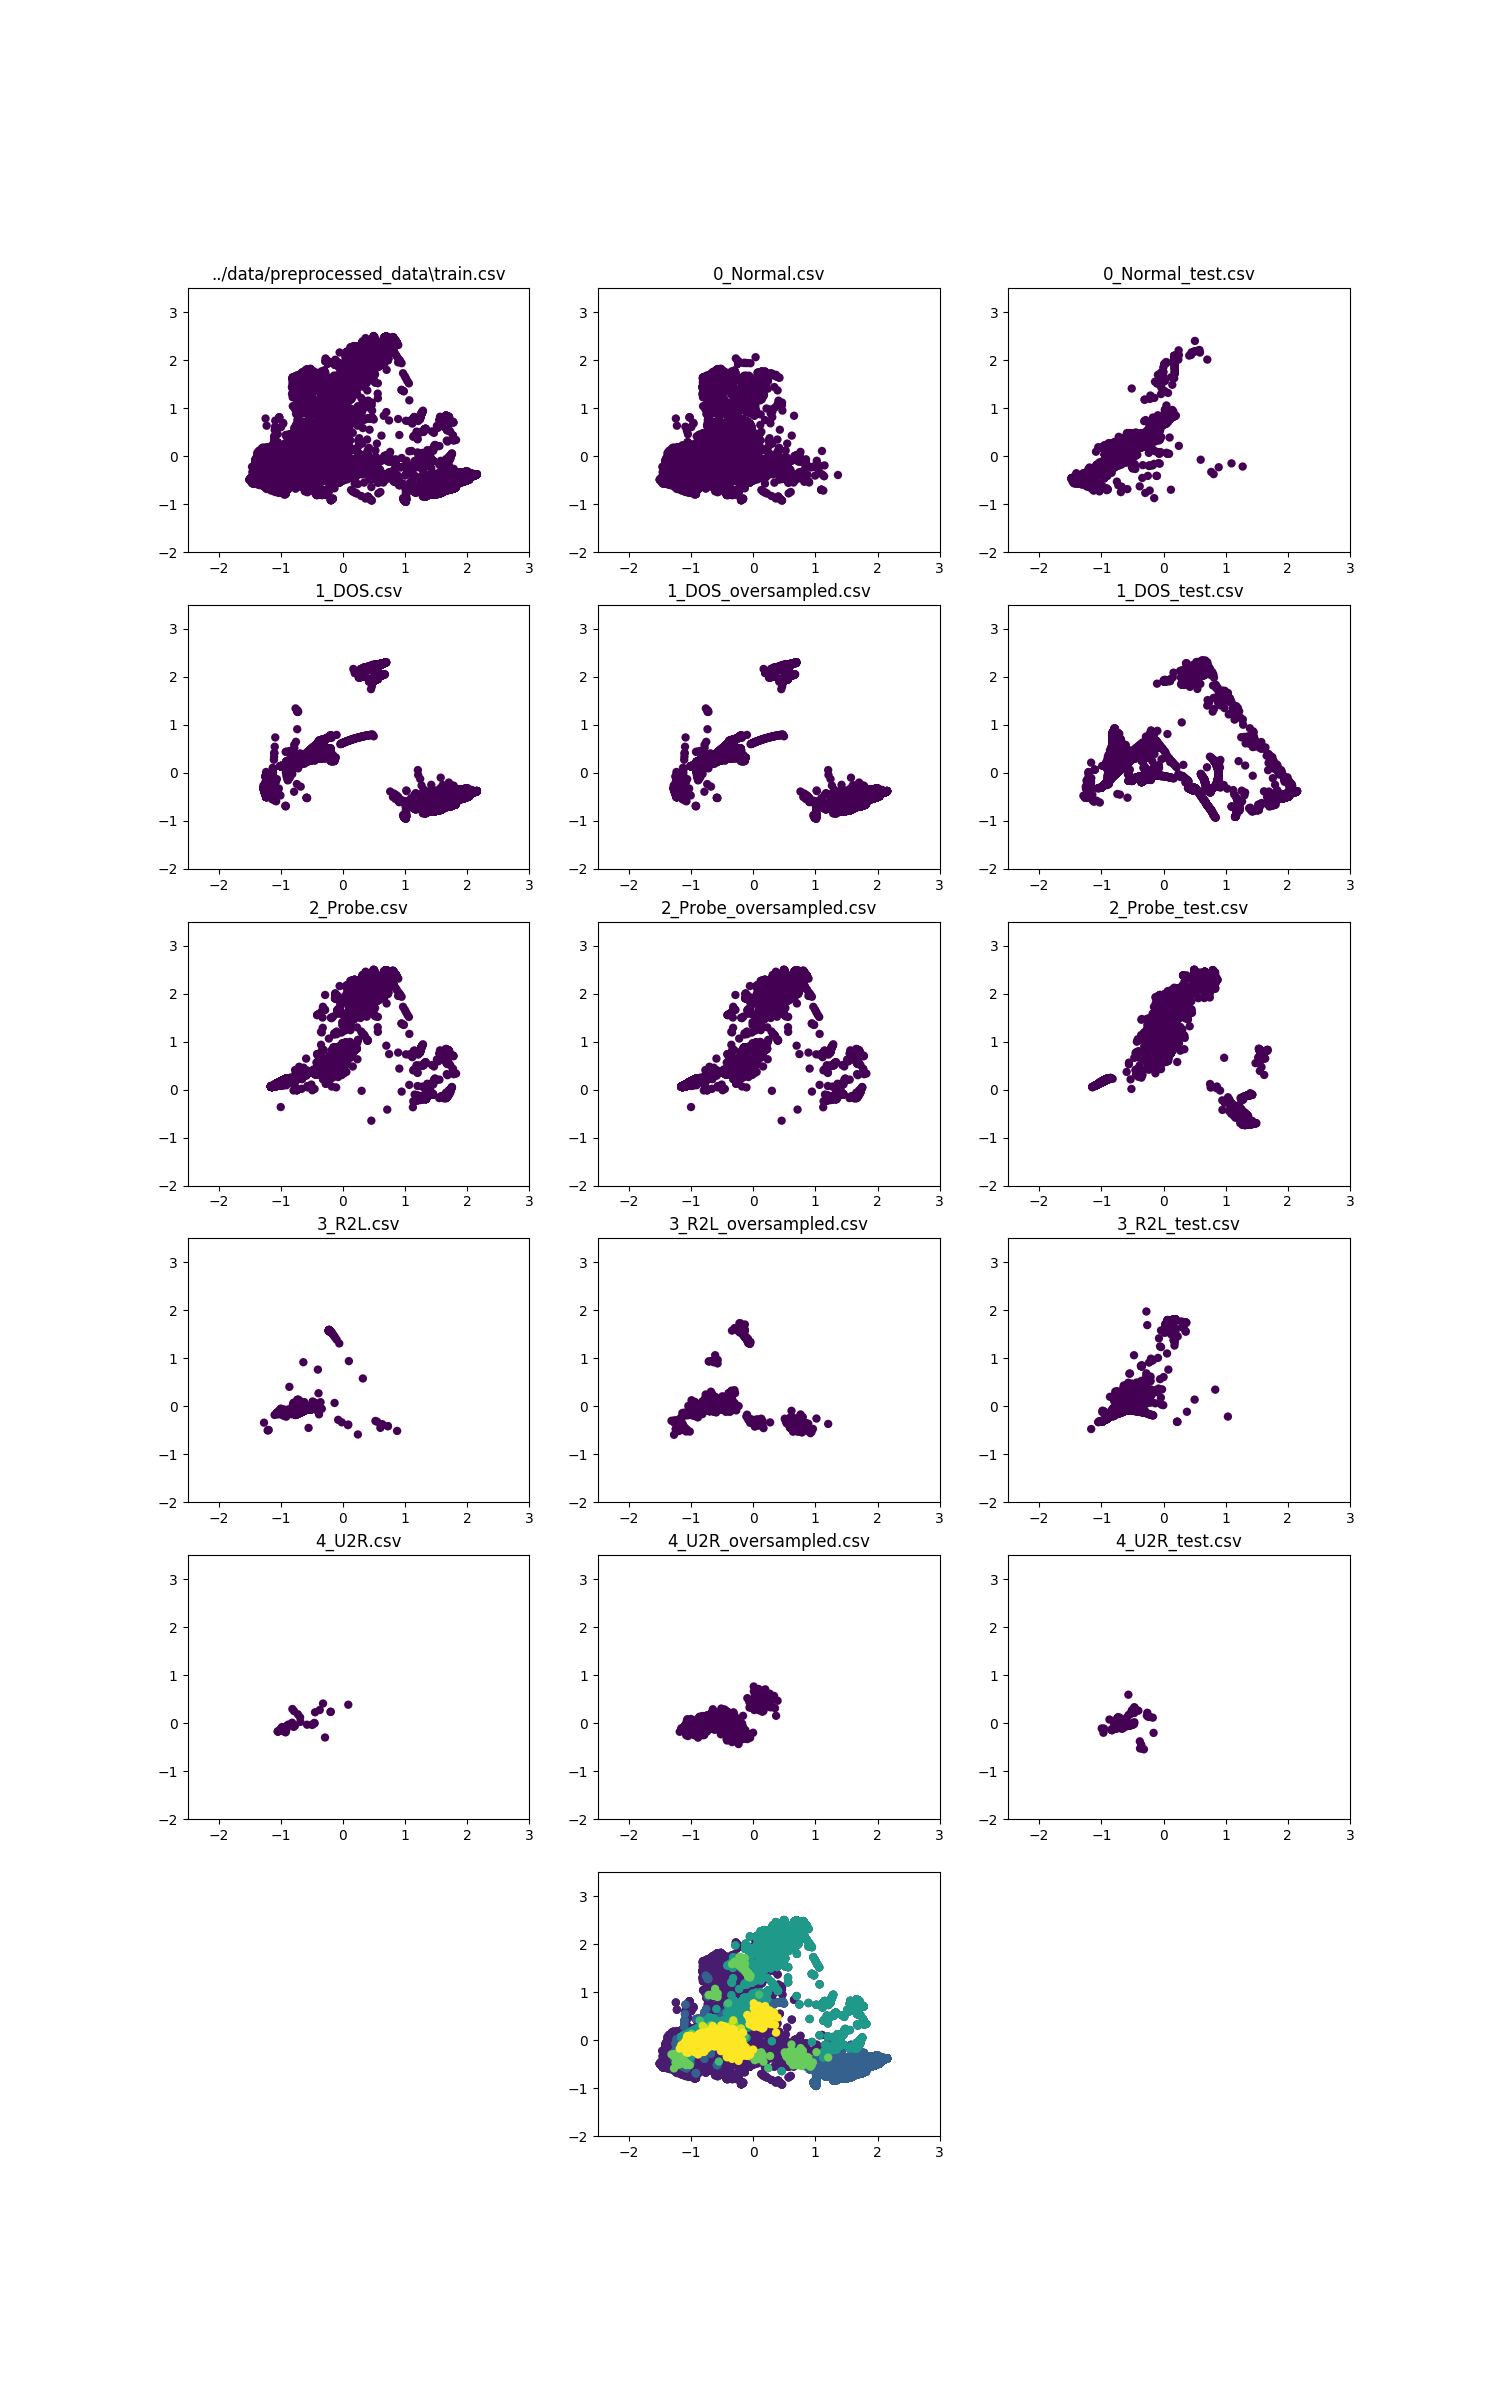 ../data/preprocessed_data\train.csv 0_Normal.csv 0_Normal_test.csv
3 3 3
2 2 2
1 1 1
0 0 0
−1 −1 −1
−2 −2 −2
−2 −1 0 1 2 3 −2 −1 0 1 2 3 −2 −1 0 1 2 3
1_DOS.csv 1_DOS_oversampled.csv 1_DOS_test.csv
3 3 3
2 2 2
1 1 1
0 0 0
−1 −1 −1
−2 −2 −2
−2 −1 0 1 2 3 −2 −1 0 1 2 3 −2 −1 0 1 2 3
2_Probe.csv 2_Probe_oversampled.csv 2_Probe_test.csv
3 3 3
2 2 2
1 1 1
0 0 0
−1 −1 −1
−2 −2 −2
−2 −1 0 1 2 3 −2 −1 0 1 2 3 −2 −1 0 1 2 3
3_R2L.csv 3_R2L_oversampled.csv 3_R2L_test.csv
3 3 3
2 2 2
1 1 1
0 0 0
−1 −1 −1
−2 −2 −2
−2 −1 0 1 2 3 −2 −1 0 1 2 3 −2 −1 0 1 2 3
4_U2R.csv 4_U2R_oversampled.csv 4_U2R_test.csv
3 3 3
2 2 2
1 1 1
0 0 0
−1 −1 −1
−2 −2 −2
−2 −1 0 1 2 3 −2 −1 0 1 2 3 −2 −1 0 1 2 3
3
2
1
0
−1
−2
−2 −1 0 1 2 3